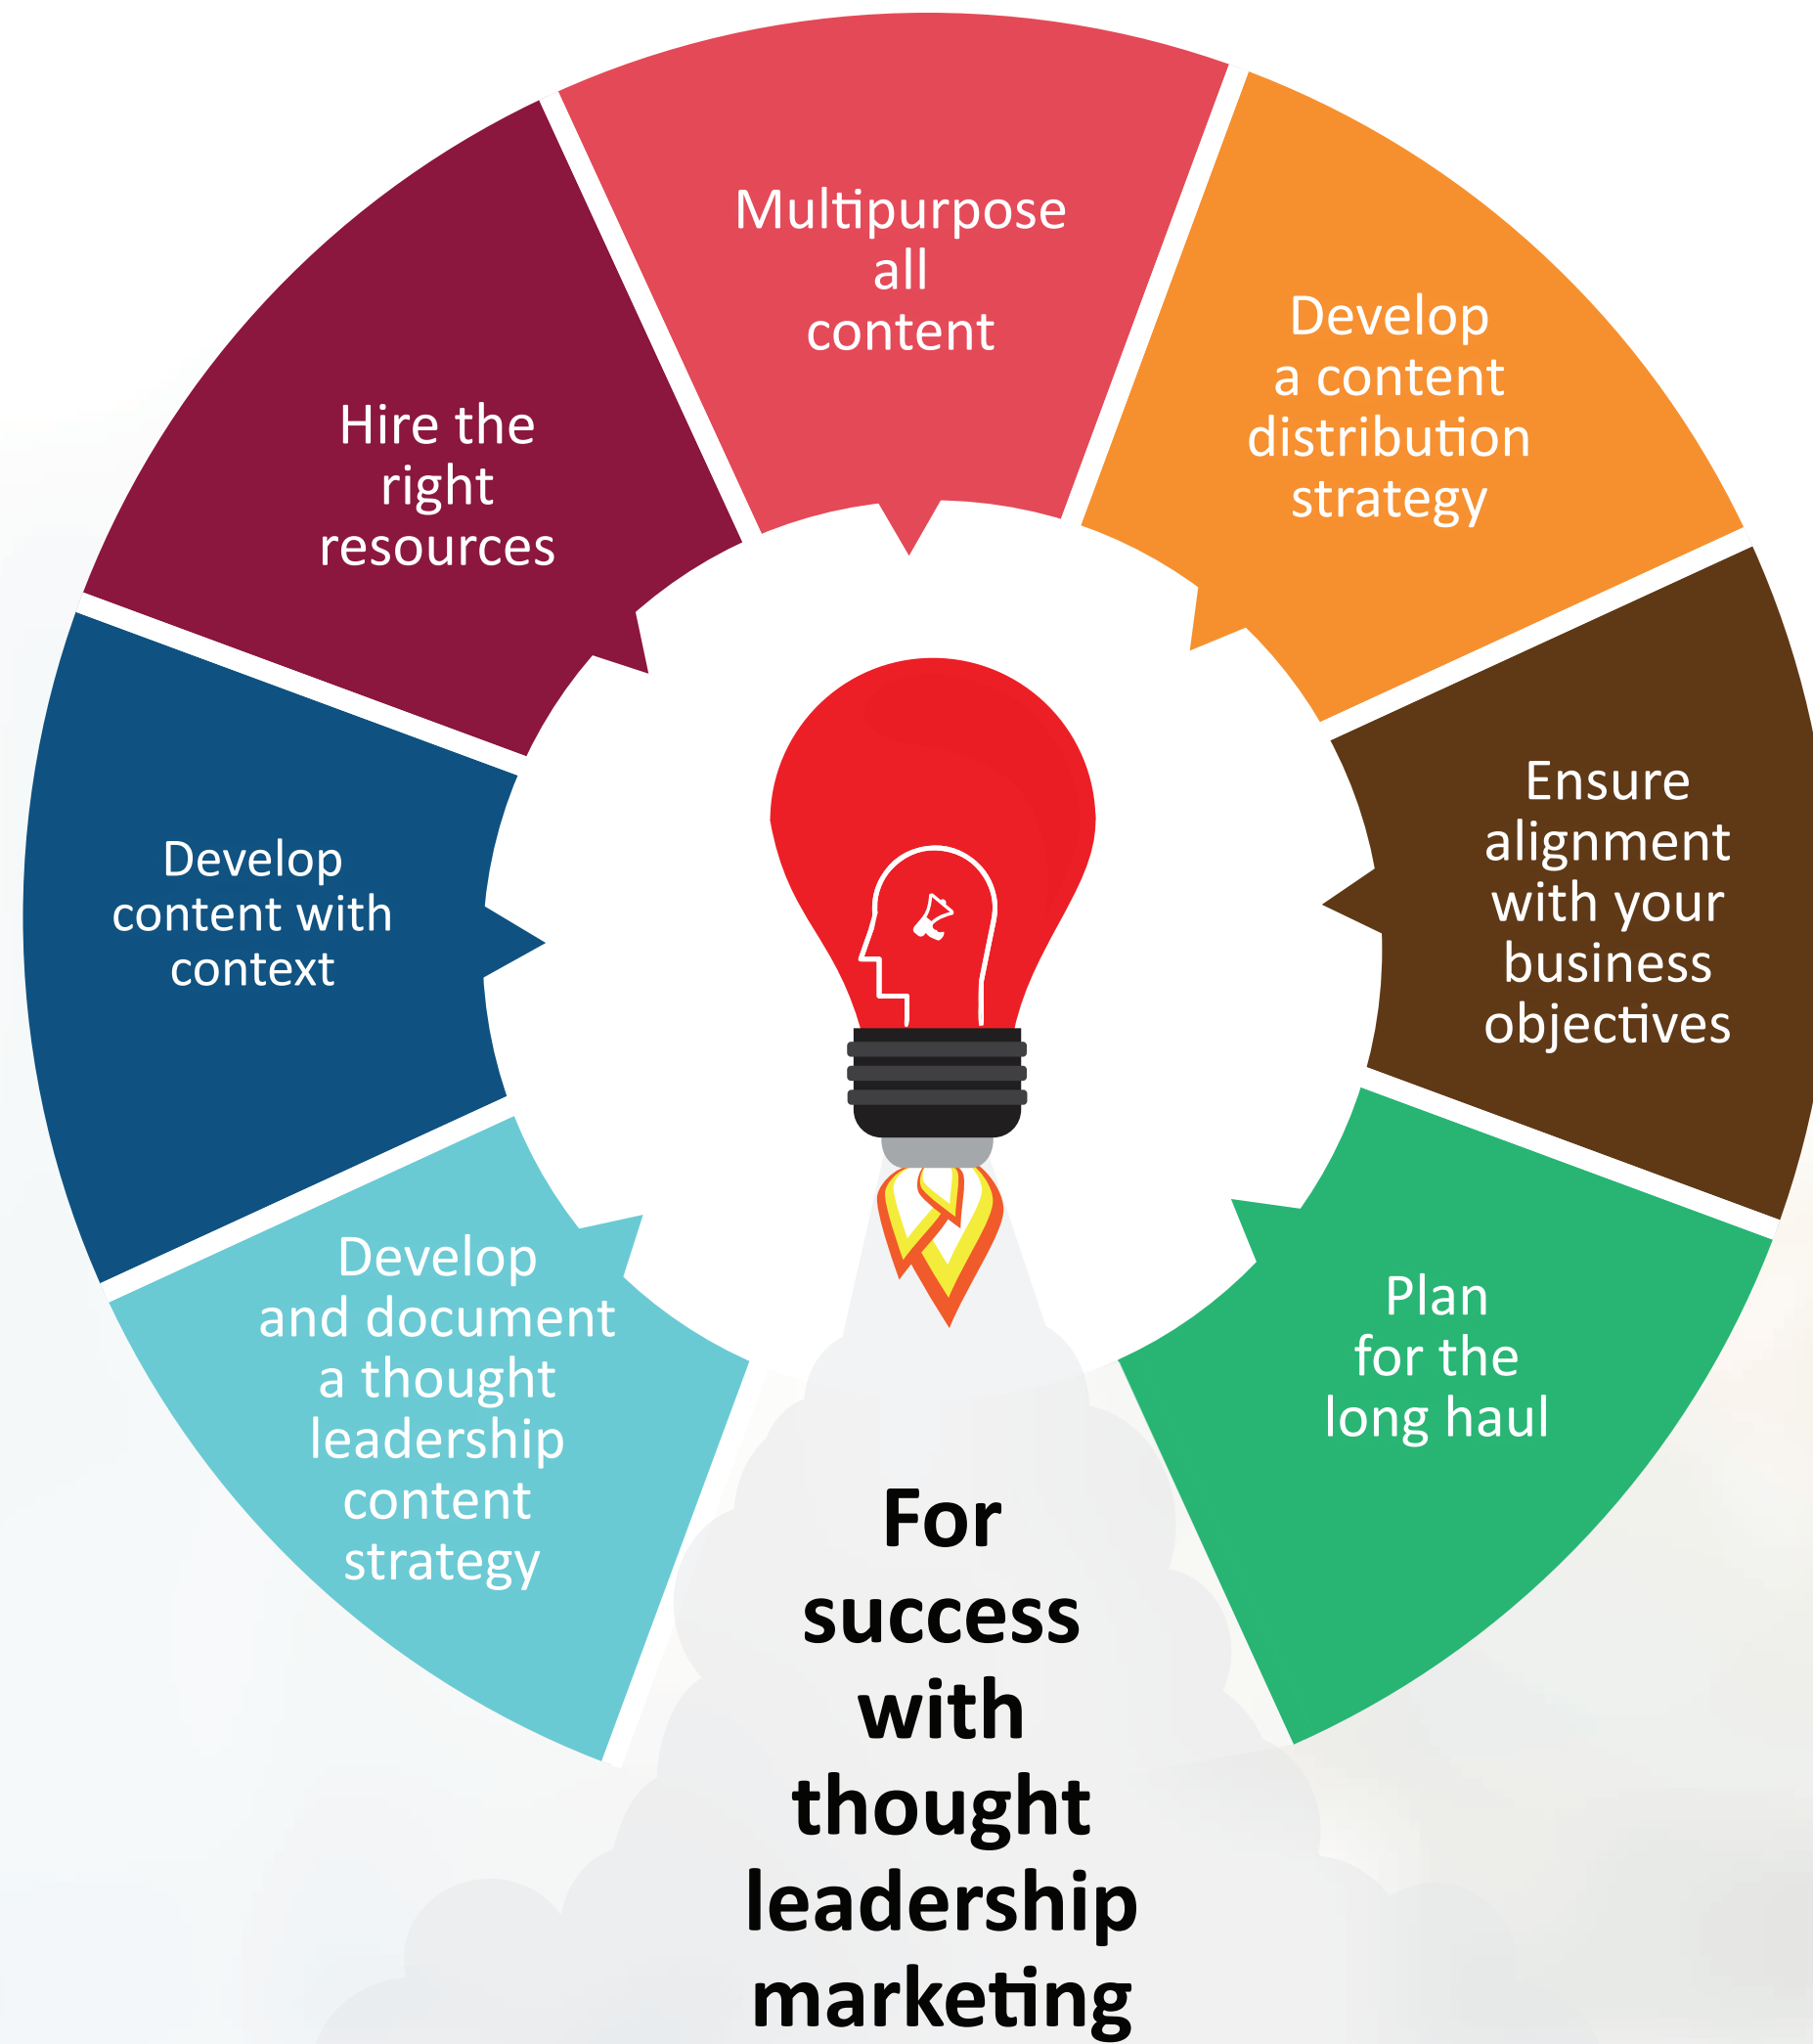 Multipurpose
all
content
Develop
a content
distribution
strategy
Hire the
right
resources
Ensure
alignment
with your
business
objectives
Develop
content with
context
Develop
and document
a thought
leadership
content
strategy
Plan
for the
long haul
For
success
with
thought
leadership
marketing